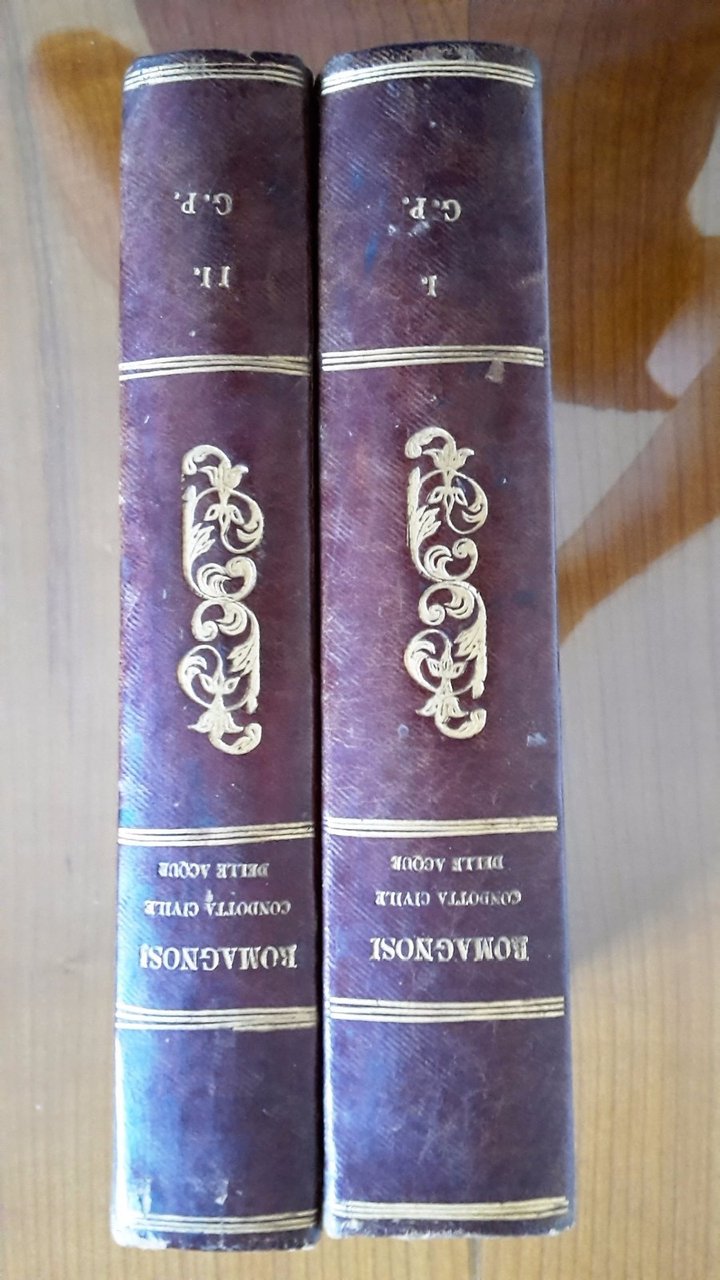 ROMAGNOSI
CONDOTTA CIVILE
DELLE ACQUE
I.
G. P.
ROMAGNOSI
CONDOTTA CIVILE
DELLE ACQUE
II.
G. P.